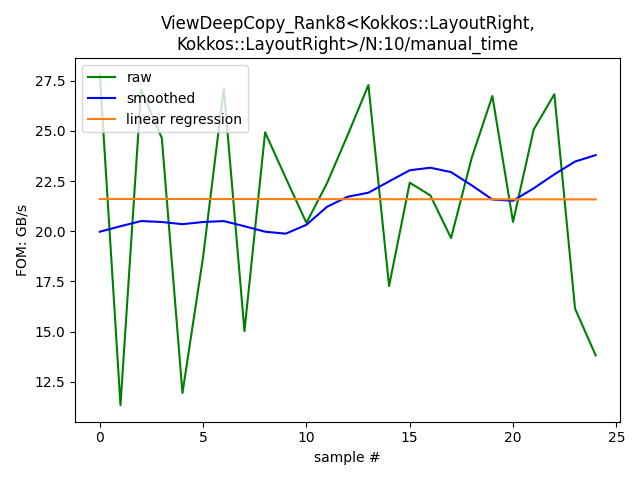 ViewDeepCopy_Rank8<Kokkos::LayoutRight,
Kokkos::LayoutRight>/N:10/manual_time
raw
smoothed
linear regression
FOM: GB/s
27.5
25.0
22.5
20.0
17.5
15.0
12.5
0
5
10
15
20
25
sample #